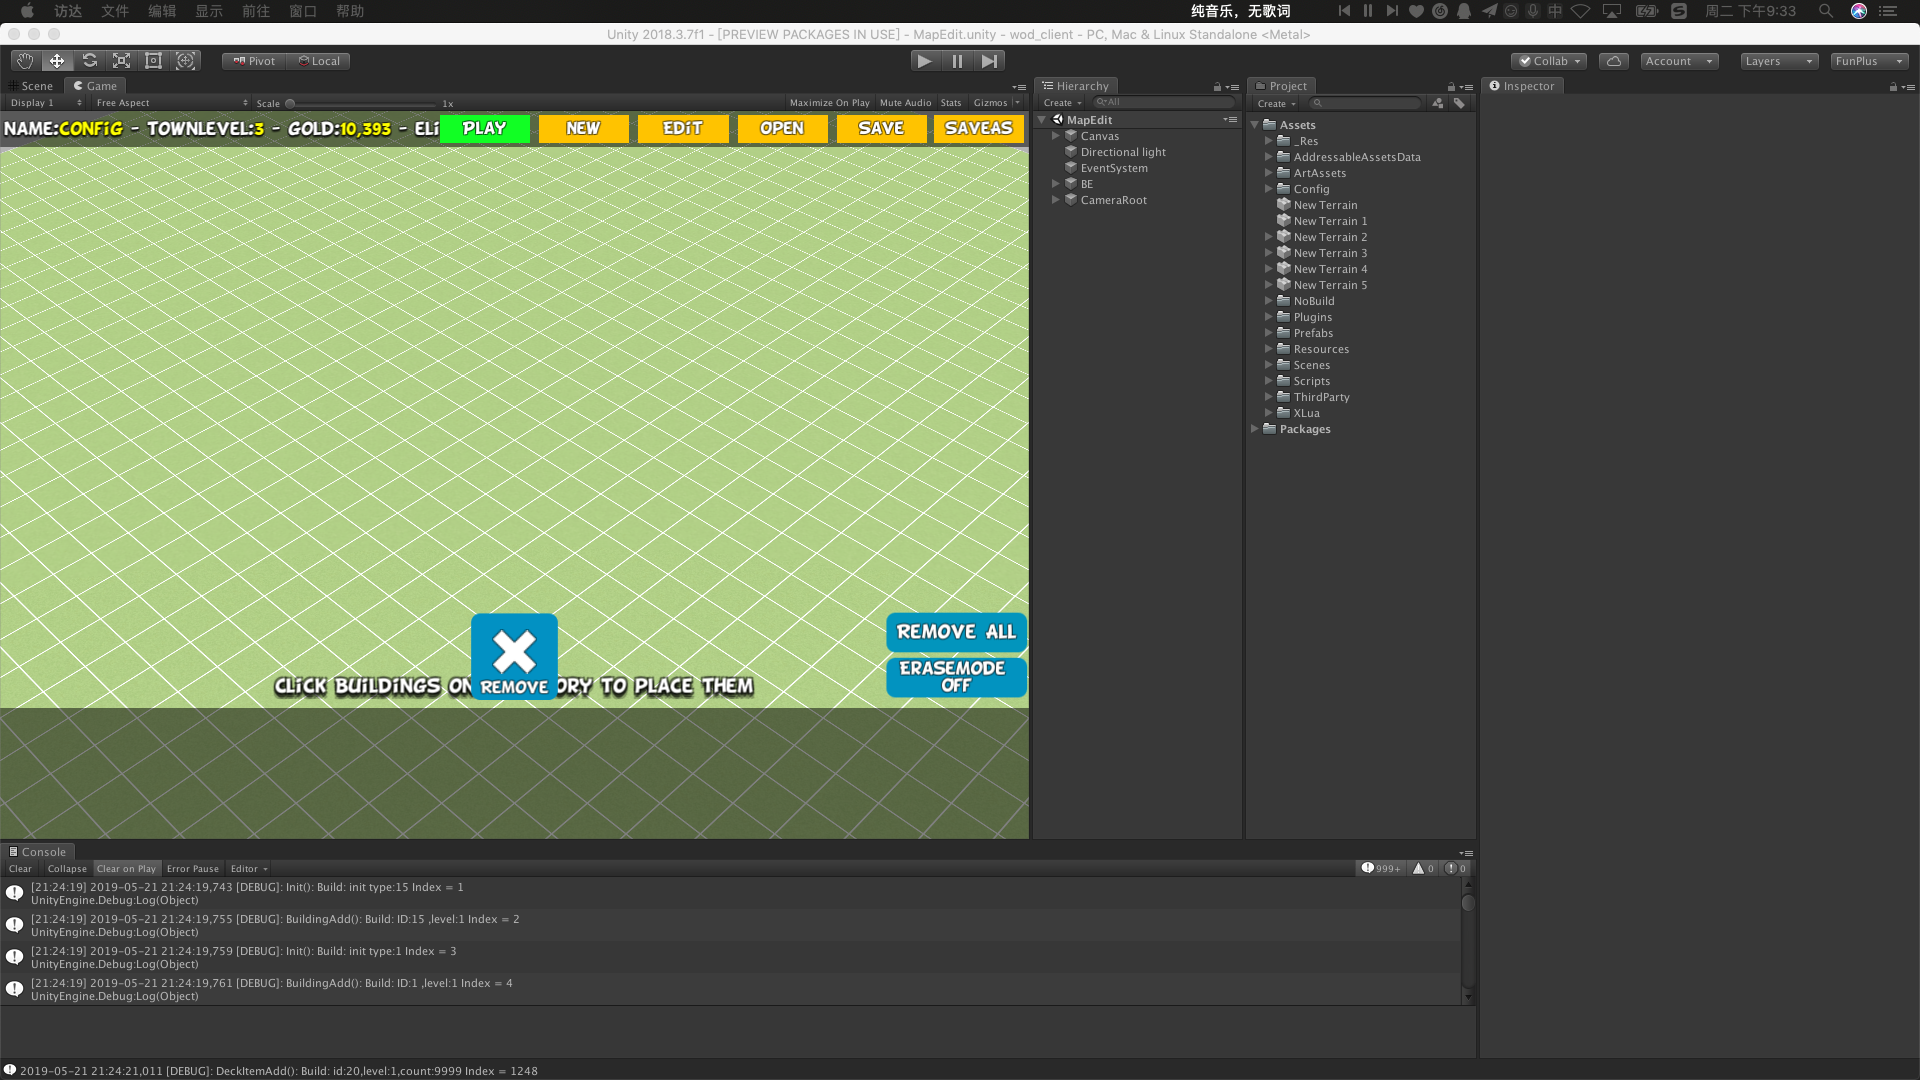 访达 文件 编辑 显示 前往 窗口 帮助 纯音乐，无歌词 中 周二 下午9:33
Unity 2018.3.7f1 - [PREVIEW PACKAGES IN USE] - MapEdit.unity - wod_client - PC, Mac & Linux Standalone <Metal>
Pivot Local Collab Account Layers FunPlus
Scene Game
Display 1 Free Aspect Scale 1x Maximize On Play Mute Audio Stats Gizmos
NAME:CONFIG - TOWNLEVEL:3 - GOLD:10,393 - ELI
PLAY NEW EDIT OPEN SAVE SAVEAS
REMOVE ALL
ERASEMODE
OFF
REMOVE
CLICK BUILDINGS ON ORY TO PLACE THEM
Hierarchy
Create All
MapEdit
Canvas
Directional light
EventSystem
BE
CameraRoot
Project
Create
Assets
_Res
AddressableAssetsData
ArtAssets
Config
New Terrain
New Terrain 1
New Terrain 2
New Terrain 3
New Terrain 4
New Terrain 5
NoBuild
Plugins
Prefabs
Resources
Scenes
Scripts
ThirdParty
XLua
Packages
Inspector
Console
Clear Collapse Clear on Play Error Pause Editor 999+ 0 0
[21:24:19] 2019-05-21 21:24:19,743 [DEBUG]: Init(): Build: init type:15 Index = 1
UnityEngine.Debug:Log(Object)
[21:24:19] 2019-05-21 21:24:19,755 [DEBUG]: BuildingAdd(): Build: ID:15 ,level:1 Index = 2
UnityEngine.Debug:Log(Object)
[21:24:19] 2019-05-21 21:24:19,759 [DEBUG]: Init(): Build: init type:1 Index = 3
UnityEngine.Debug:Log(Object)
[21:24:19] 2019-05-21 21:24:19,761 [DEBUG]: BuildingAdd(): Build: ID:1 ,level:1 Index = 4
UnityEngine.Debug:Log(Object)
2019-05-21 21:24:21,011 [DEBUG]: DeckItemAdd(): Build: id:20,level:1,count:9999 Index = 1248